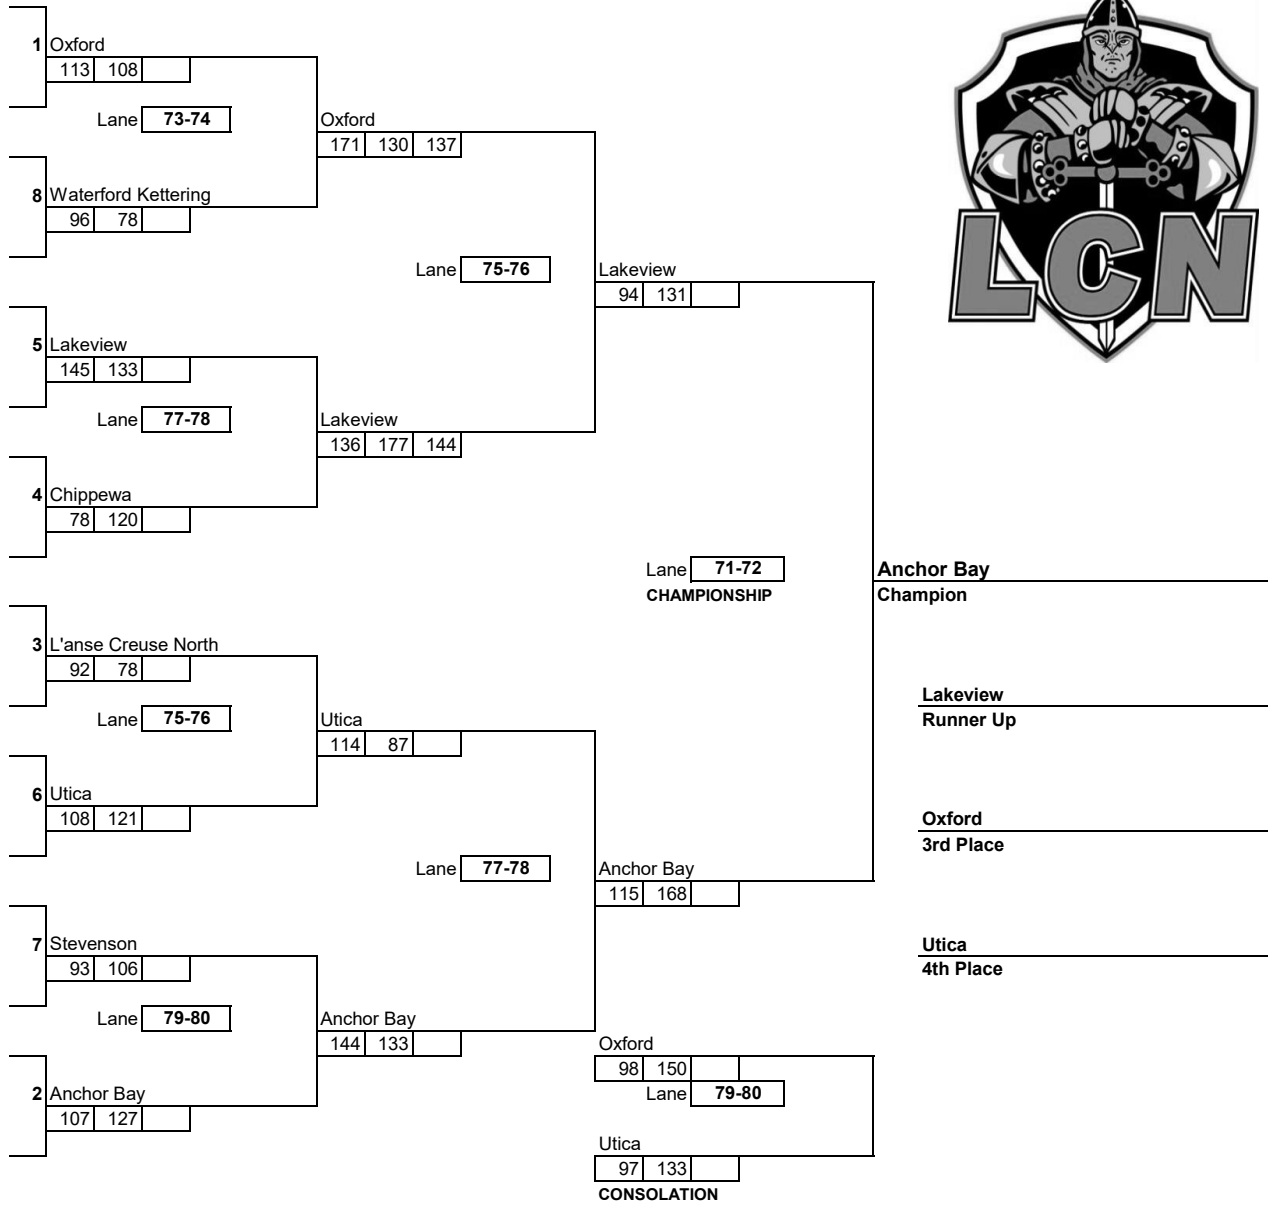 1 Oxford
113 108
Lane 73-74
Oxford
171 130 137
8 Waterford Kettering
96 78
Lane 75-76
Lakeview
94 131
LCN
5 Lakeview
145 133
Lane 77-78
Lakeview
136 177 144
4 Chippewa
78 120
Lane 71-72
CHAMPIONSHIP
Anchor Bay
Champion
3 L'anse Creuse North
92 78
Lane 75-76
Utica
114 87
Lakeview
Runner Up
6 Utica
108 121
Oxford
3rd Place
Lane 77-78
Anchor Bay
115 168
7 Stevenson
93 106
Utica
4th Place
Lane 79-80
Anchor Bay
144 133
Oxford
98 150
Lane 79-80
2 Anchor Bay
107 127
Utica
97 133
CONSOLATION